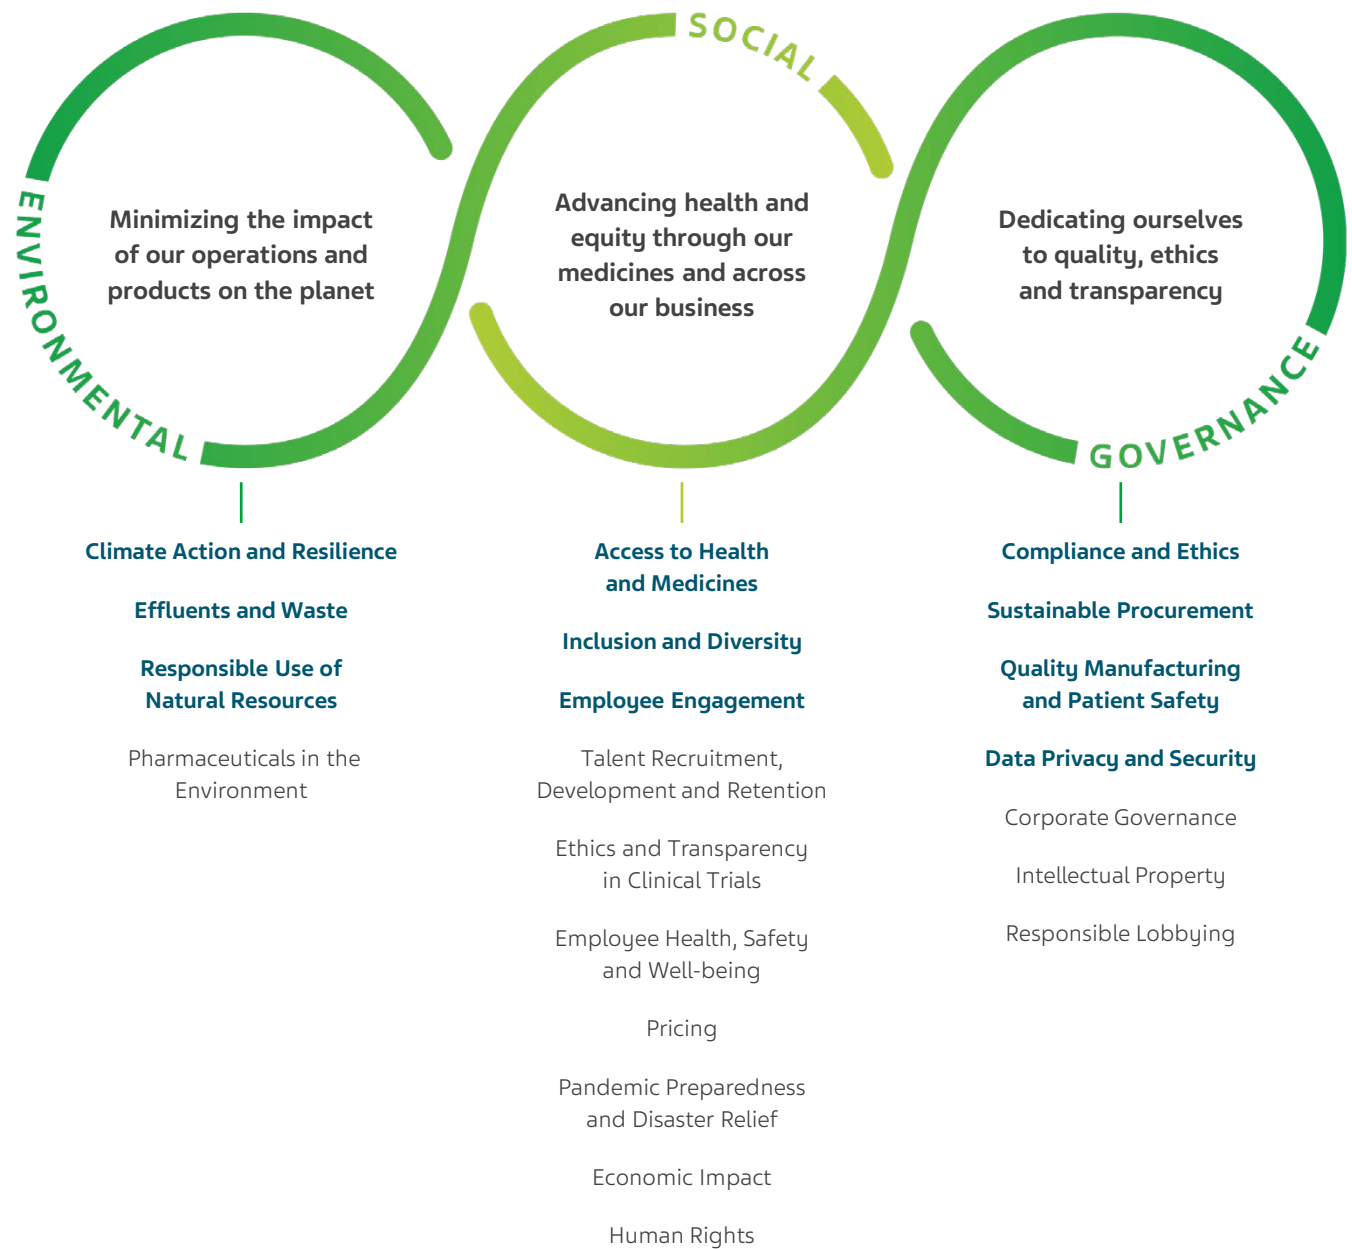 ENVIRONMENTAL
Minimizing the impact
of our operations and
products on the planet
Climate Action and Resilience
Effluents and Waste
Responsible Use of
Natural Resources
Pharmaceuticals in the
Environment
SOCIAL
Advancing health and
equity through our
medicines and across
our business
Access to Health
and Medicines
Inclusion and Diversity
Employee Engagement
Talent Recruitment,
Development and Retention
Ethics and Transparency
in Clinical Trials
Employee Health, Safety
and Well-being
Pricing
Pandemic Preparedness
and Disaster Relief
Economic Impact
Human Rights
GOVERNANCE
Dedicating ourselves
to quality, ethics
and transparency
Compliance and Ethics
Sustainable Procurement
Quality Manufacturing
and Patient Safety
Data Privacy and Security
Corporate Governance
Intellectual Property
Responsible Lobbying